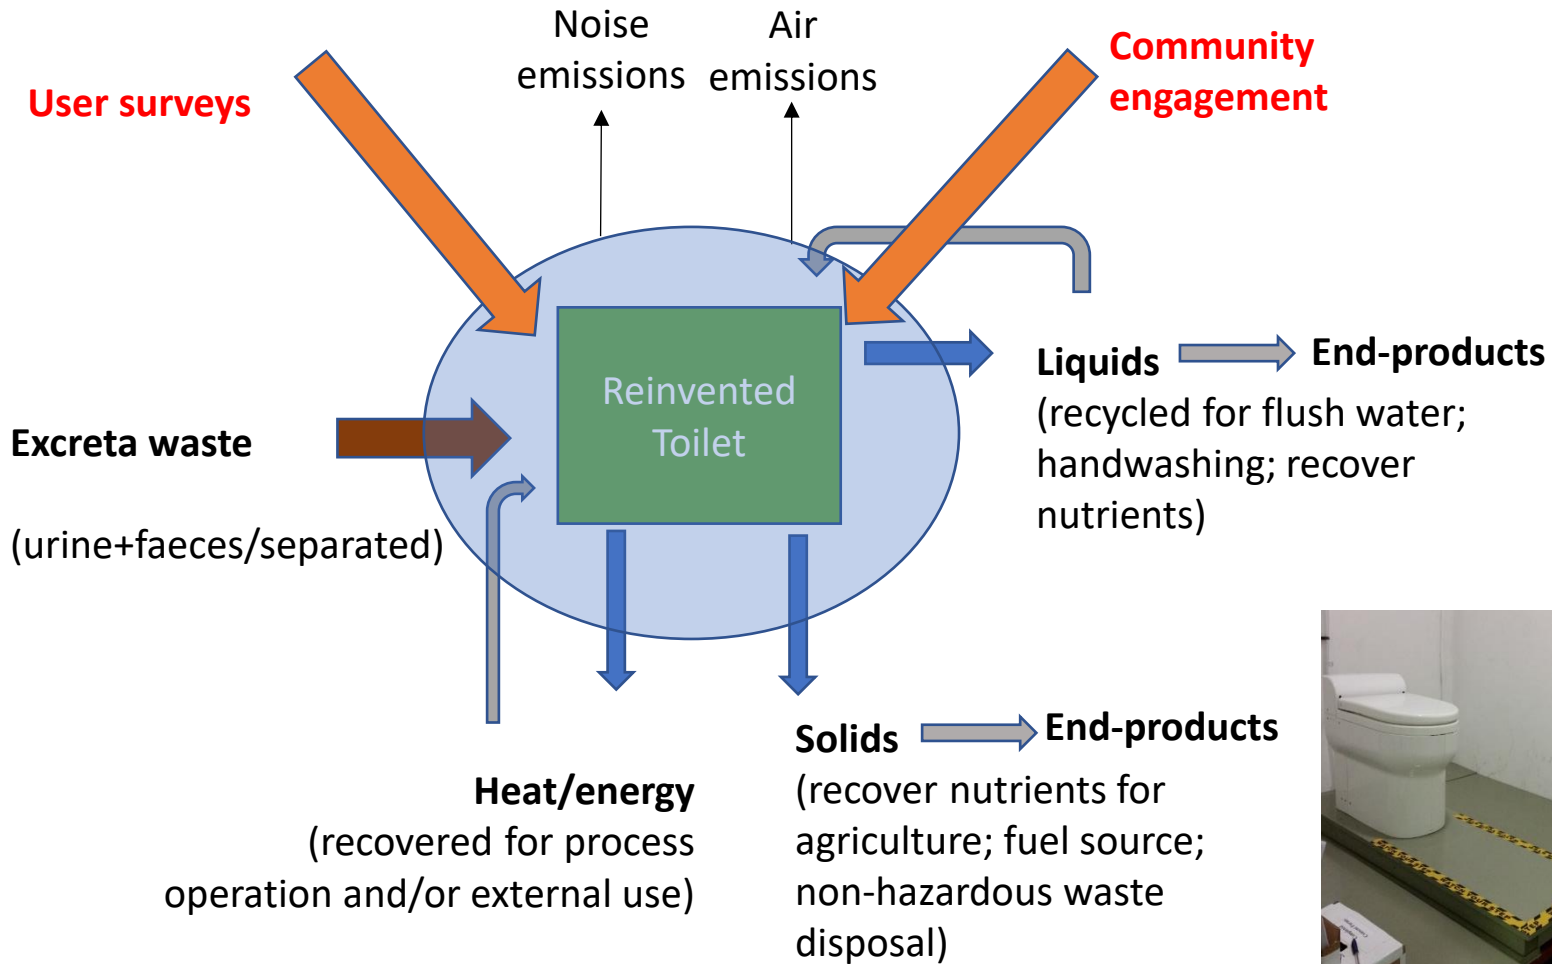 Noise
emissions
Air
emissions
Community
engagement
User surveys
Reinvented
Toilet
Liquids
End-products
(recycled for flush water;
handwashing; recover
nutrients)
Excreta waste
(urine+faeces/separated)
Heat/energy
(recovered for process
operation and/or external use)
Solids
End-products
(recover nutrients for
agriculture; fuel source;
non-hazardous waste
disposal)